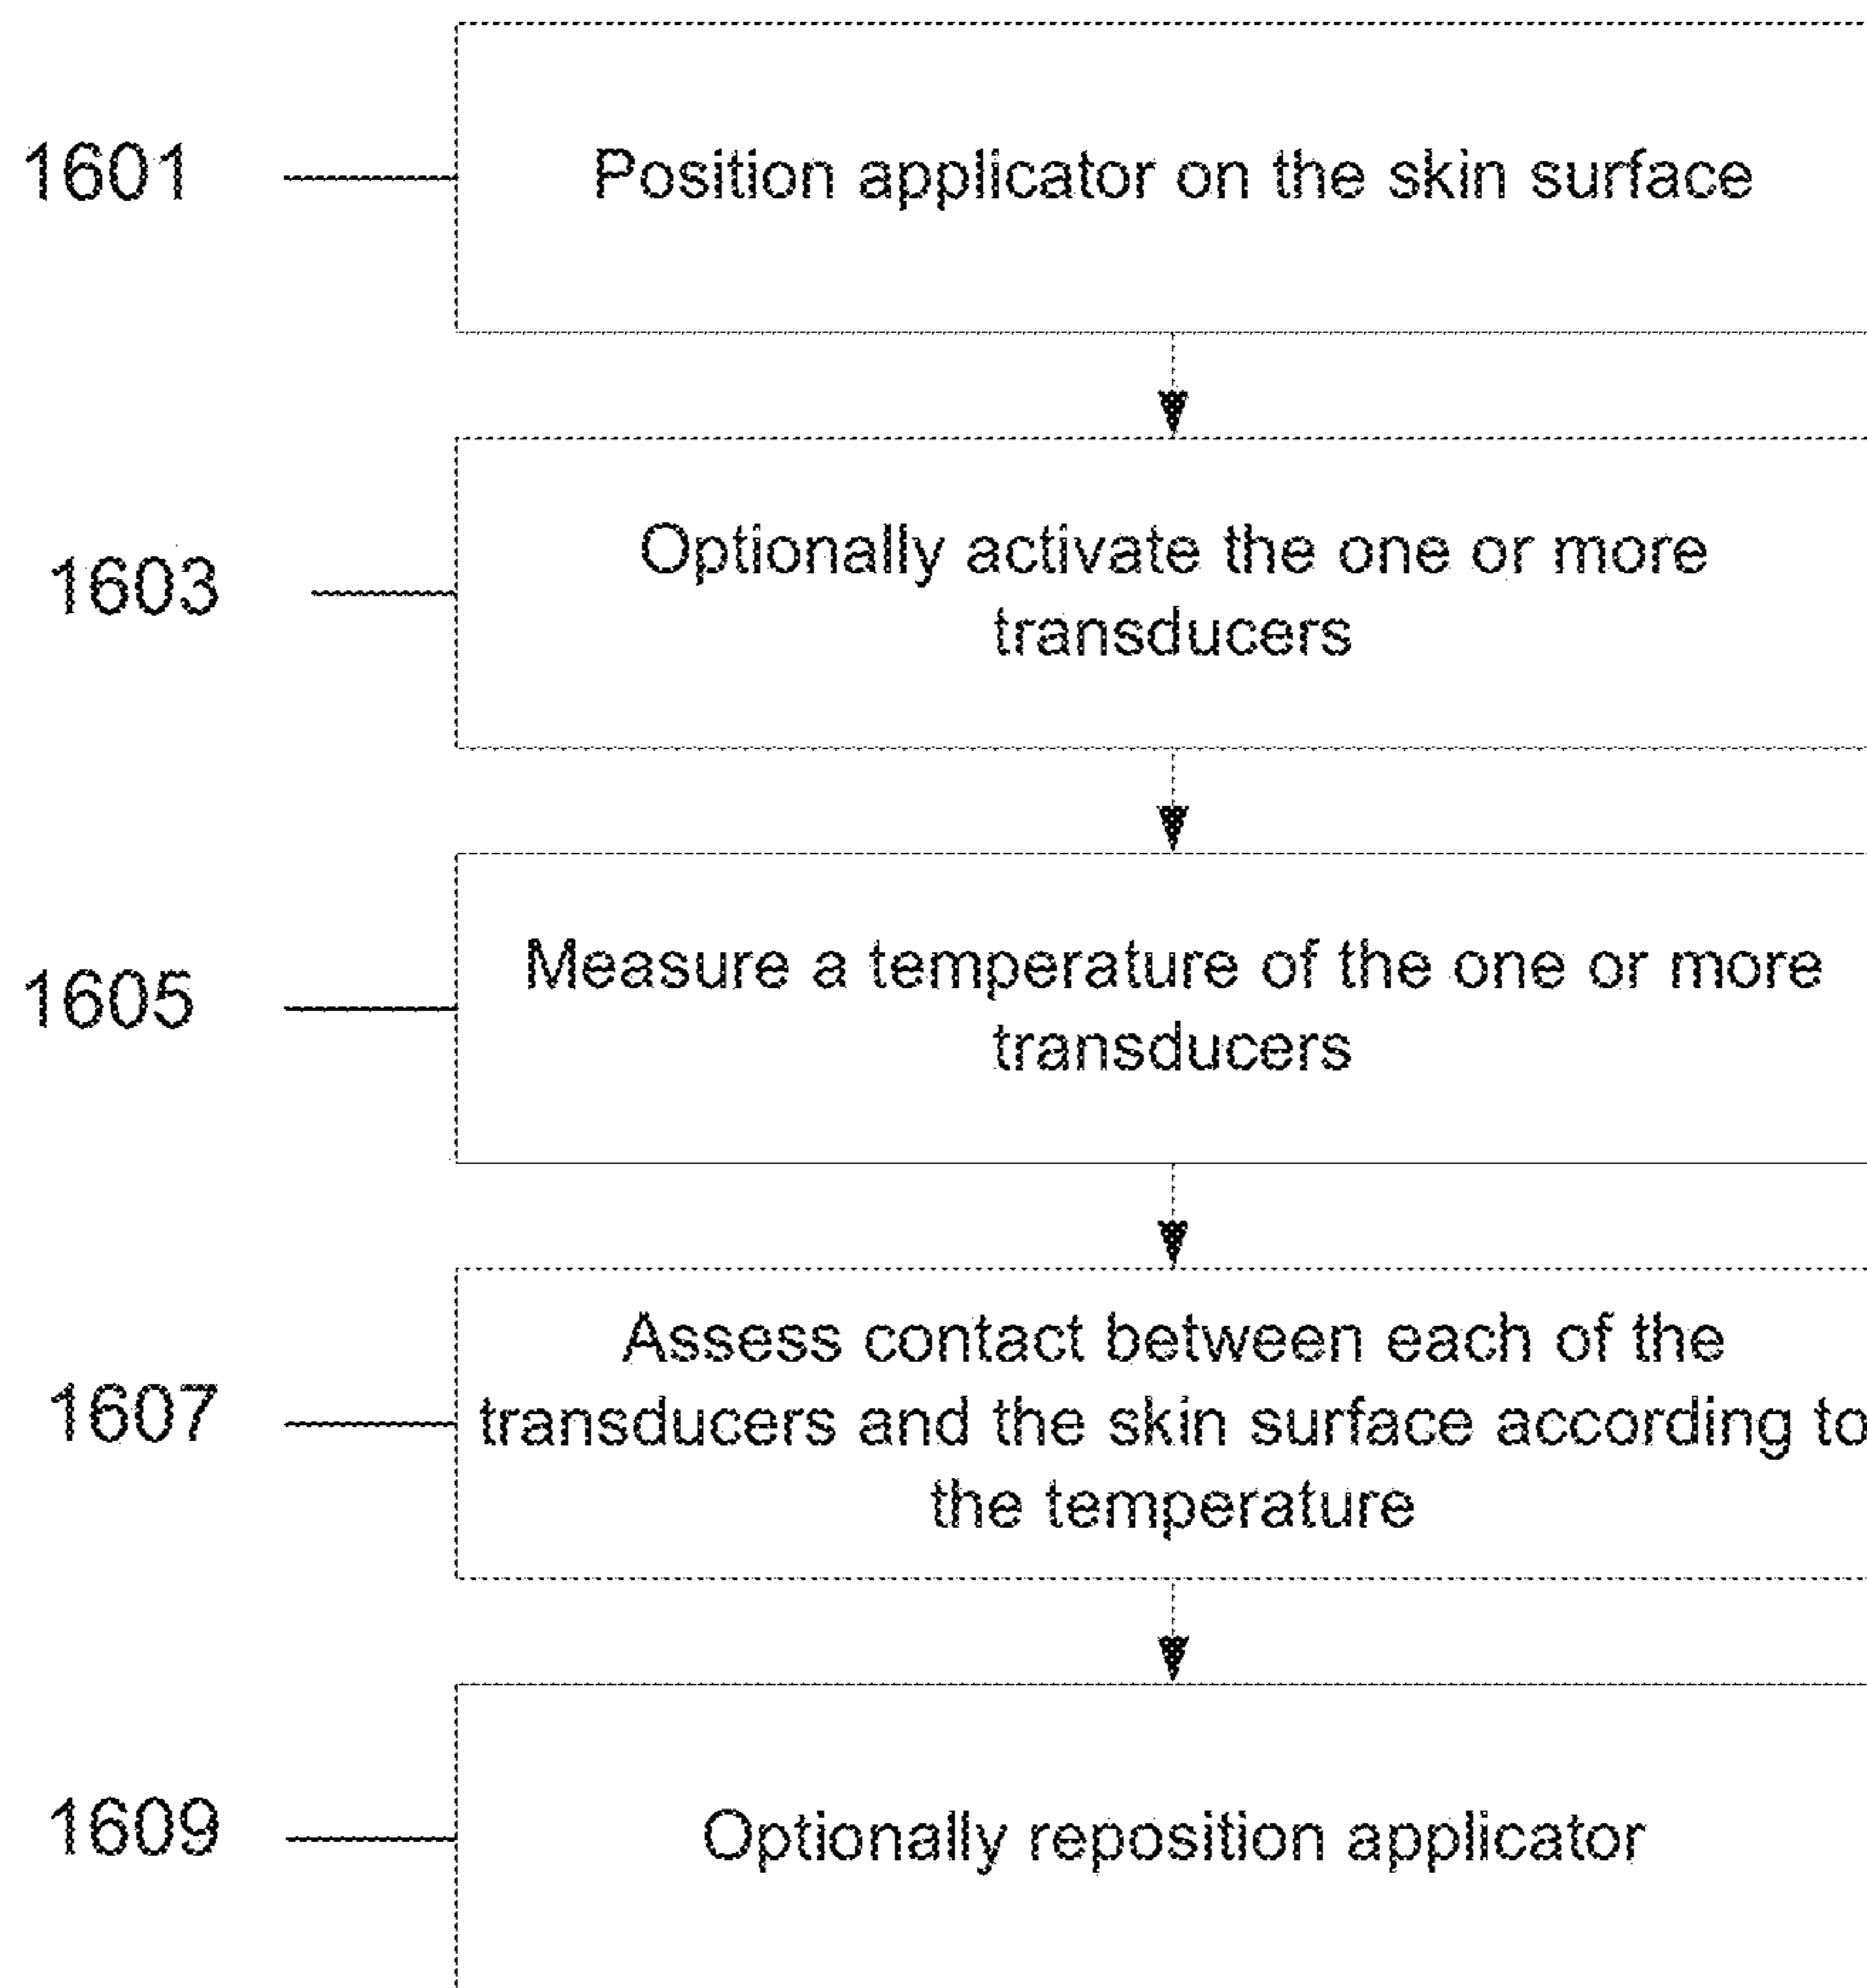 1601
Position applicator on the skin surface
1603
Optionally activate the one or more
transducers
1605
Measure a temperature of the one or more
transducers
1607
Assess contact between each of the
transducers and the skin surface according to
the temperature
1609
Optionally reposition applicator